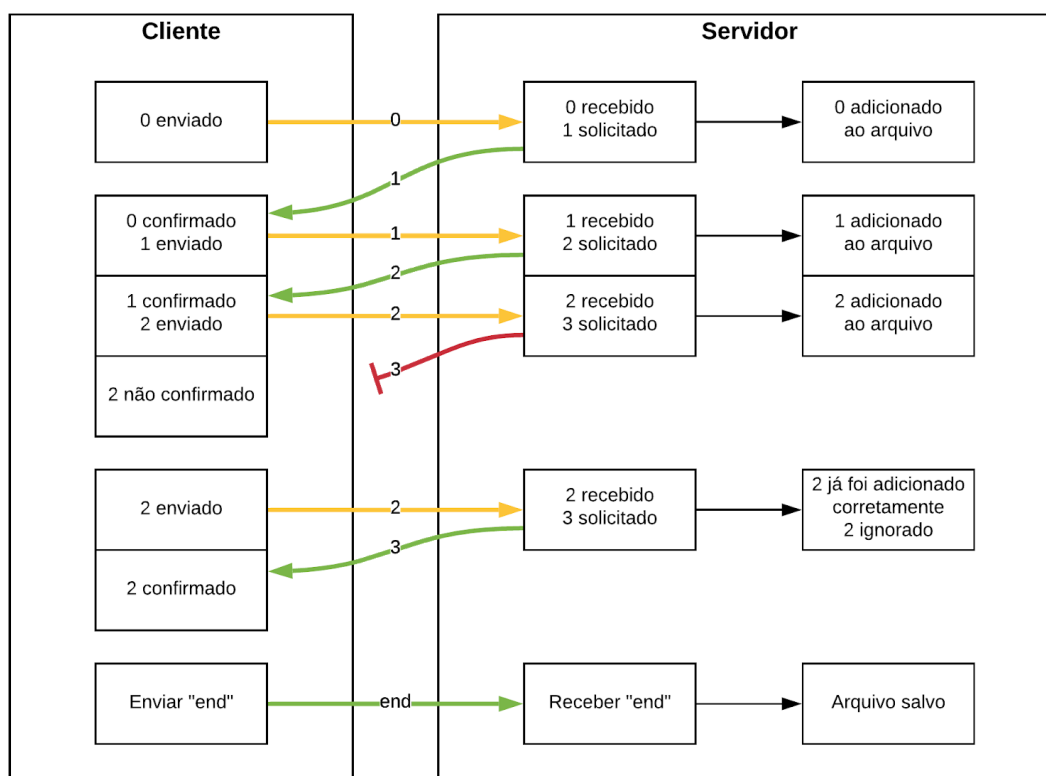 Cliente
Servidor
0 enviado
0
0 recebido
1 solicitado
0 adicionado
ao arquivo
1
0 confirmado
1 enviado
1
1 recebido
2 solicitado
1 adicionado
ao arquivo
2
1 confirmado
2 enviado
2
2 recebido
3 solicitado
2 adicionado
ao arquivo
3
2 não confirmado
2 enviado
2
2 recebido
3 solicitado
2 já foi adicionado
corretamente
2 ignorado
3
2 confirmado
Enviar "end"
end
Receber "end"
Arquivo salvo